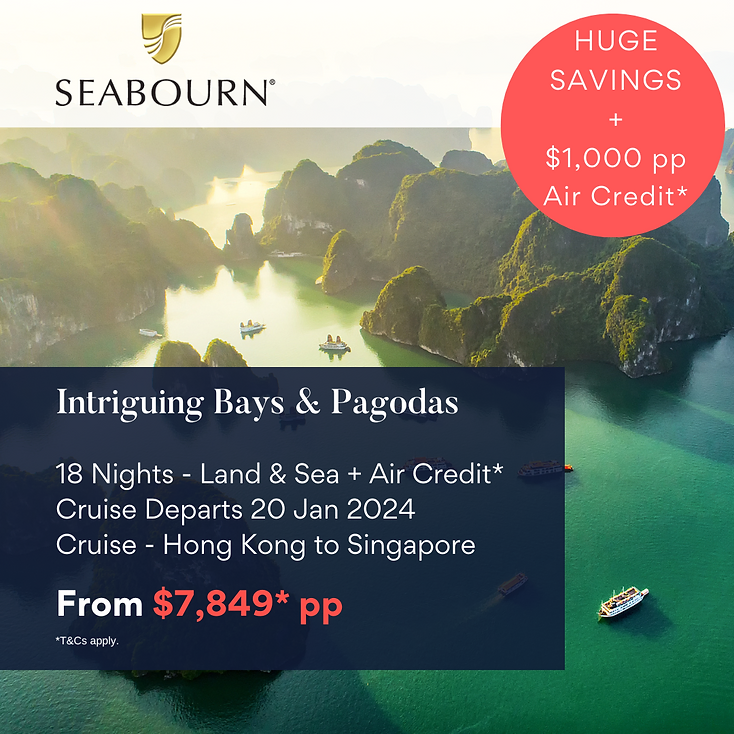 SEABOURN®
HUGE
SAVINGS
+
$1,000 pp
Air Credit*
Intriguing Bays & Pagodas
18 Nights - Land & Sea + Air Credit*
Cruise Departs 20 Jan 2024
Cruise - Hong Kong to Singapore
From $7,849* pp
*T&Cs apply.